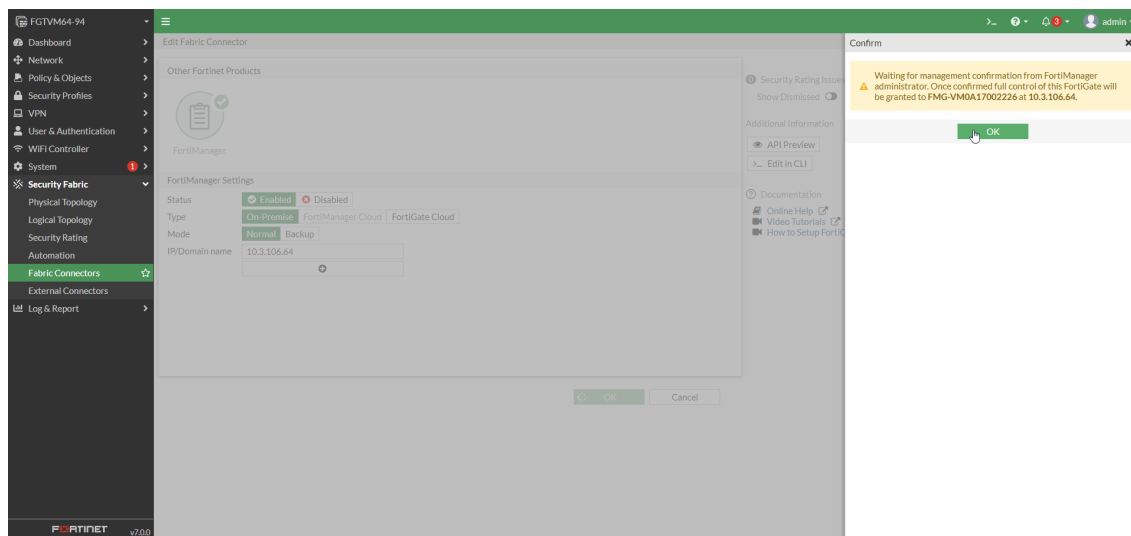 FGTVM64-94
Dashboard
Network
Policy & Objects
Security Profiles
VPN
User & Authentication
WiFi Controller
System 1
Security Fabric
Physical Topology
Logical Topology
Security Rating
Automation
Fabric Connectors
External Connectors
Log & Report
FORTINET v7.0.0
>_ 3 admin
Edit Fabric Connector
Other Fortinet Products
FortiManager
FortiManager Settings
Status Enabled Disabled
Type On-Premise FortiManager Cloud FortiGate Cloud
Mode Normal Backup
IP/Domain name 10.3.106.64
OK Cancel
Security Rating Issues
Show Dismissed
Additional Information
API Preview
>_ Edit in CLI
Documentation
Online Help
Video Tutorials
How to Setup FortiC
Confirm
Waiting for management confirmation from FortiManager
administrator. Once confirmed full control of this FortiGate will
be granted to FMG-VM0A17002226 at 10.3.106.64.
OK